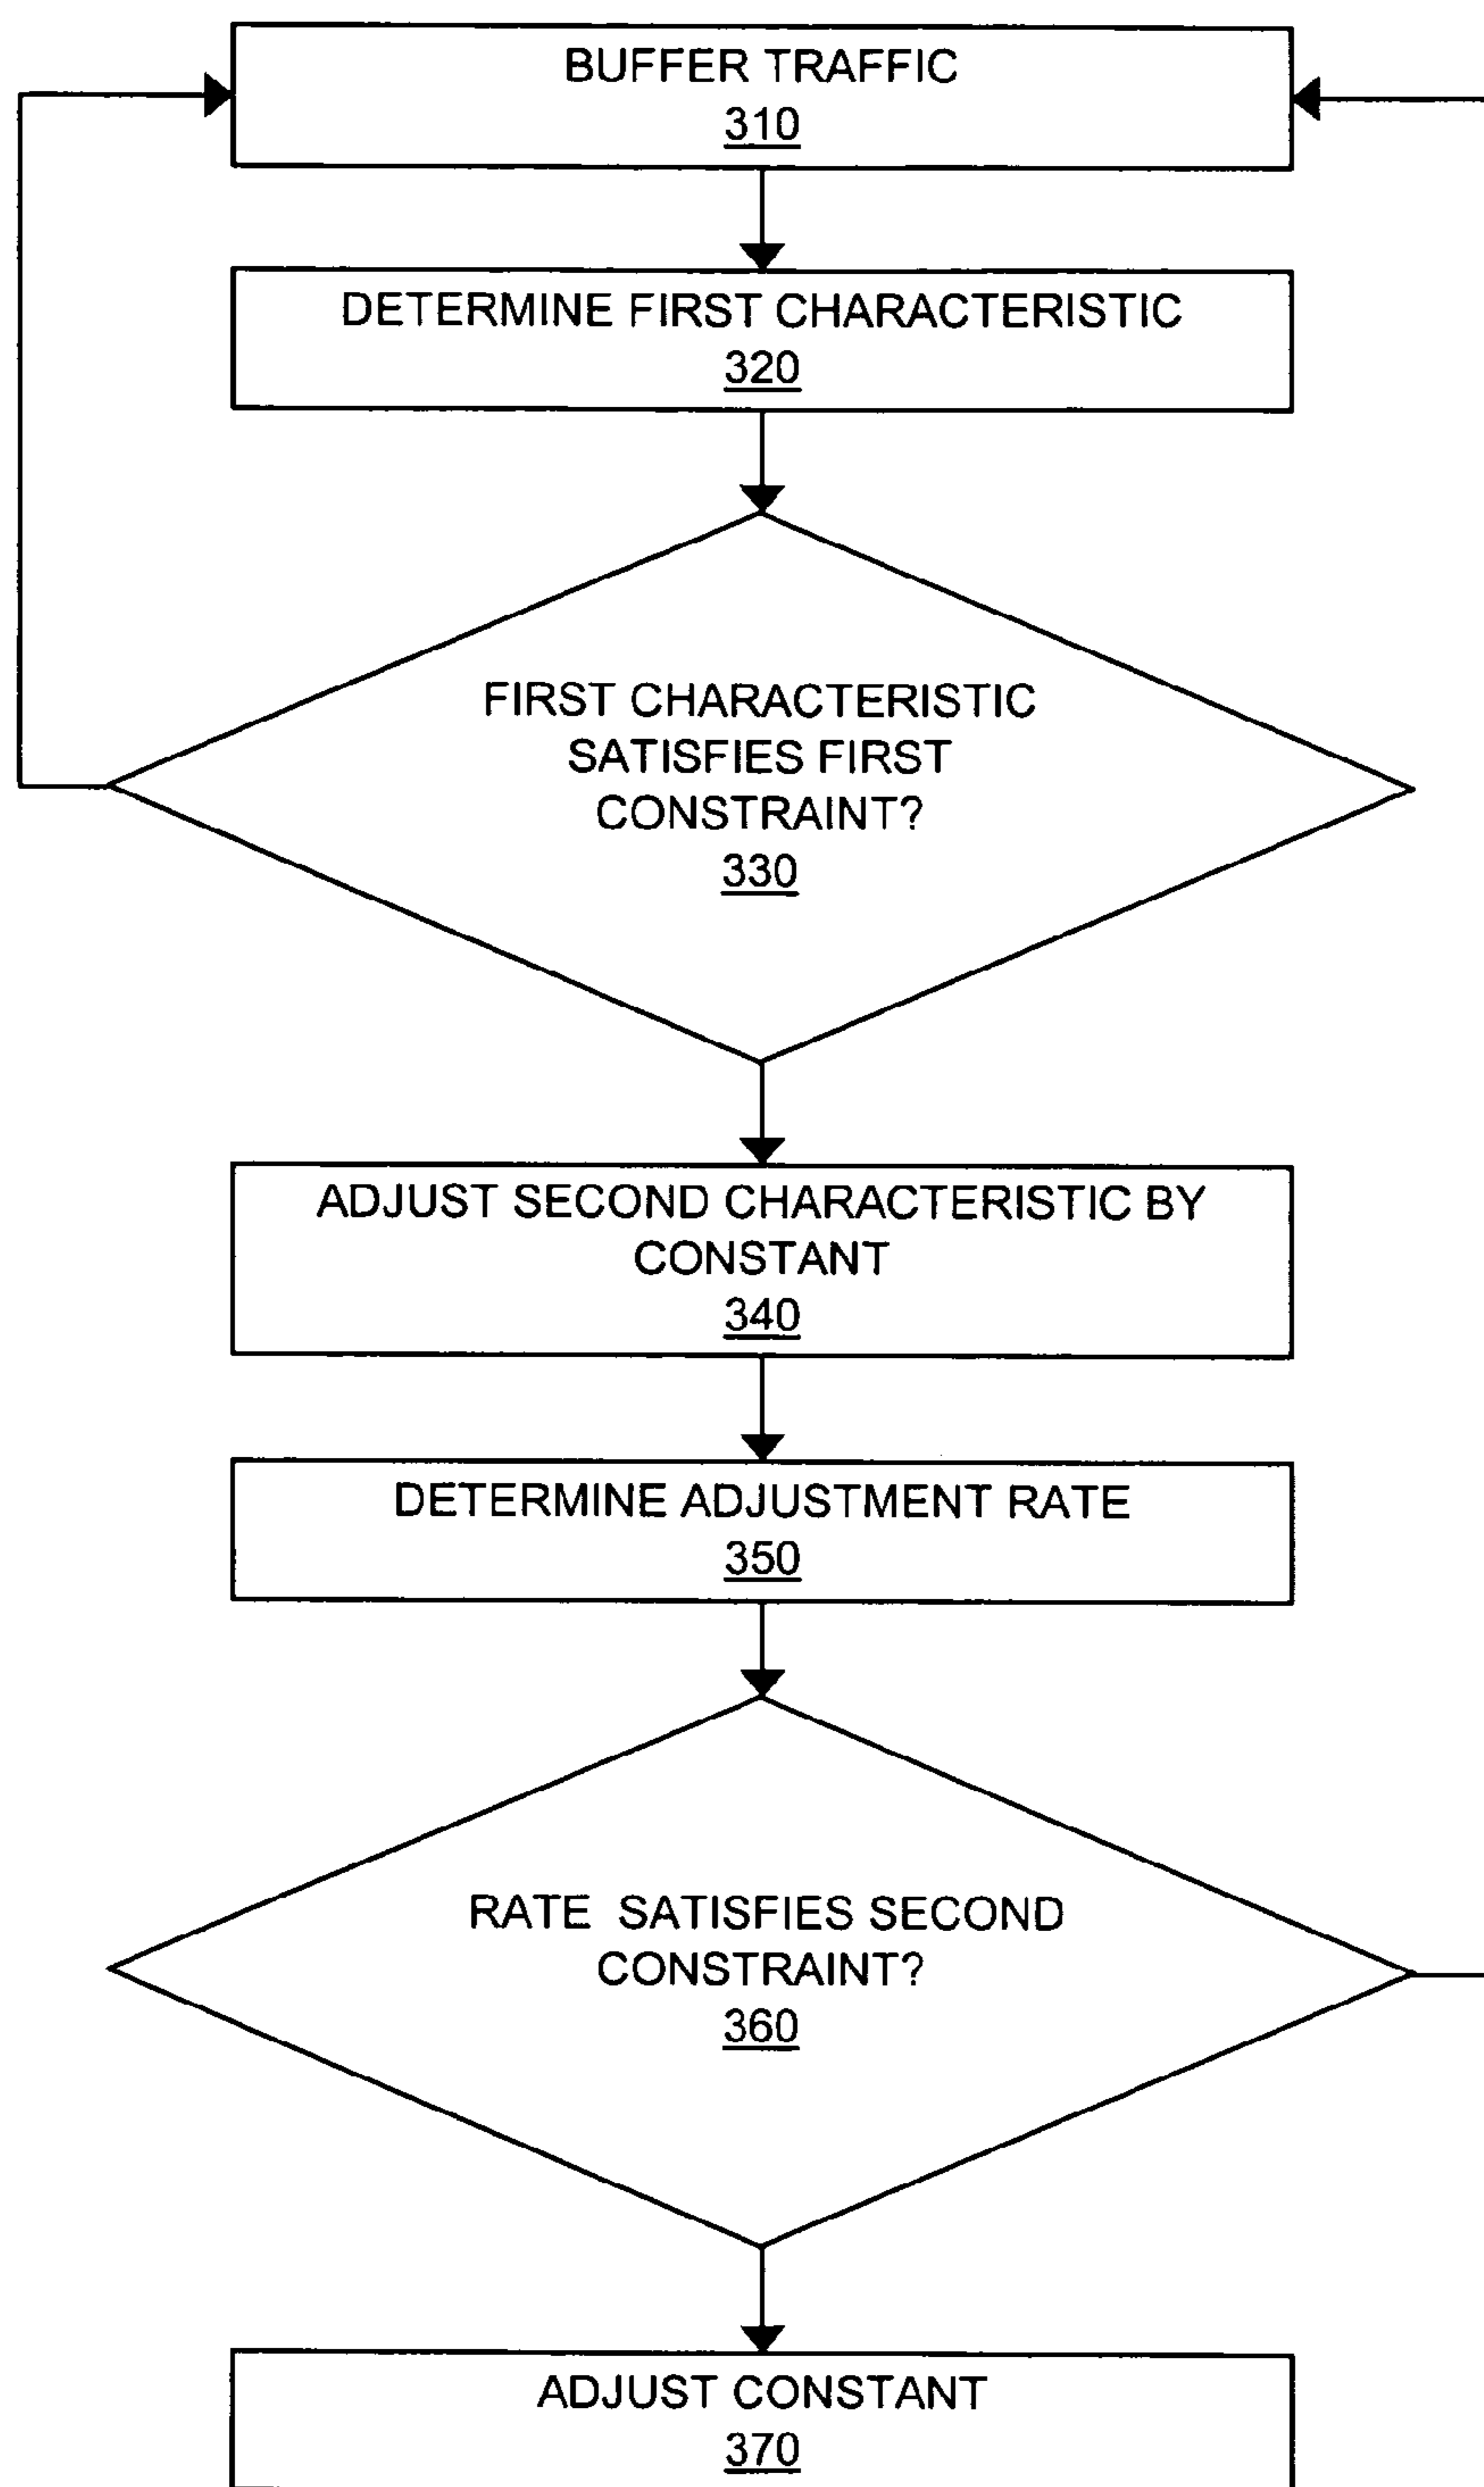 BUFFER TRAFFIC
310
DETERMINE FIRST CHARACTERISTIC
320
FIRST CHARACTERISTIC
SATISFIES FIRST
CONSTRAINT?
330
ADJUST SECOND CHARACTERISTIC BY
CONSTANT
340
DETERMINE ADJUSTMENT RATE
350
RATE SATISFIES SECOND
CONSTRAINT?
360
ADJUST CONSTANT
370